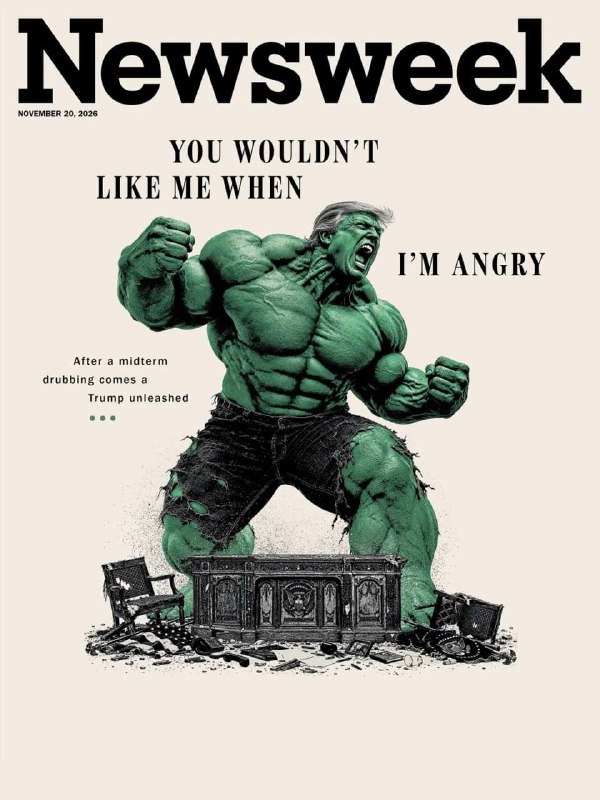 Newsweek
NOVEMBER 20, 2026
YOU WOULDN'T
LIKE ME WHEN
I'M ANGRY
After a midterm
drubbing comes a
Trump unleashed